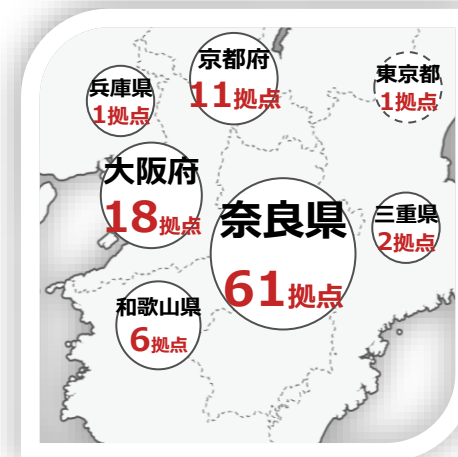 京都府
11拠点
兵庫県
1拠点
東京都
1拠点
大阪府
18拠点
奈良県
61拠点
三重県
2拠点
和歌山県
6拠点